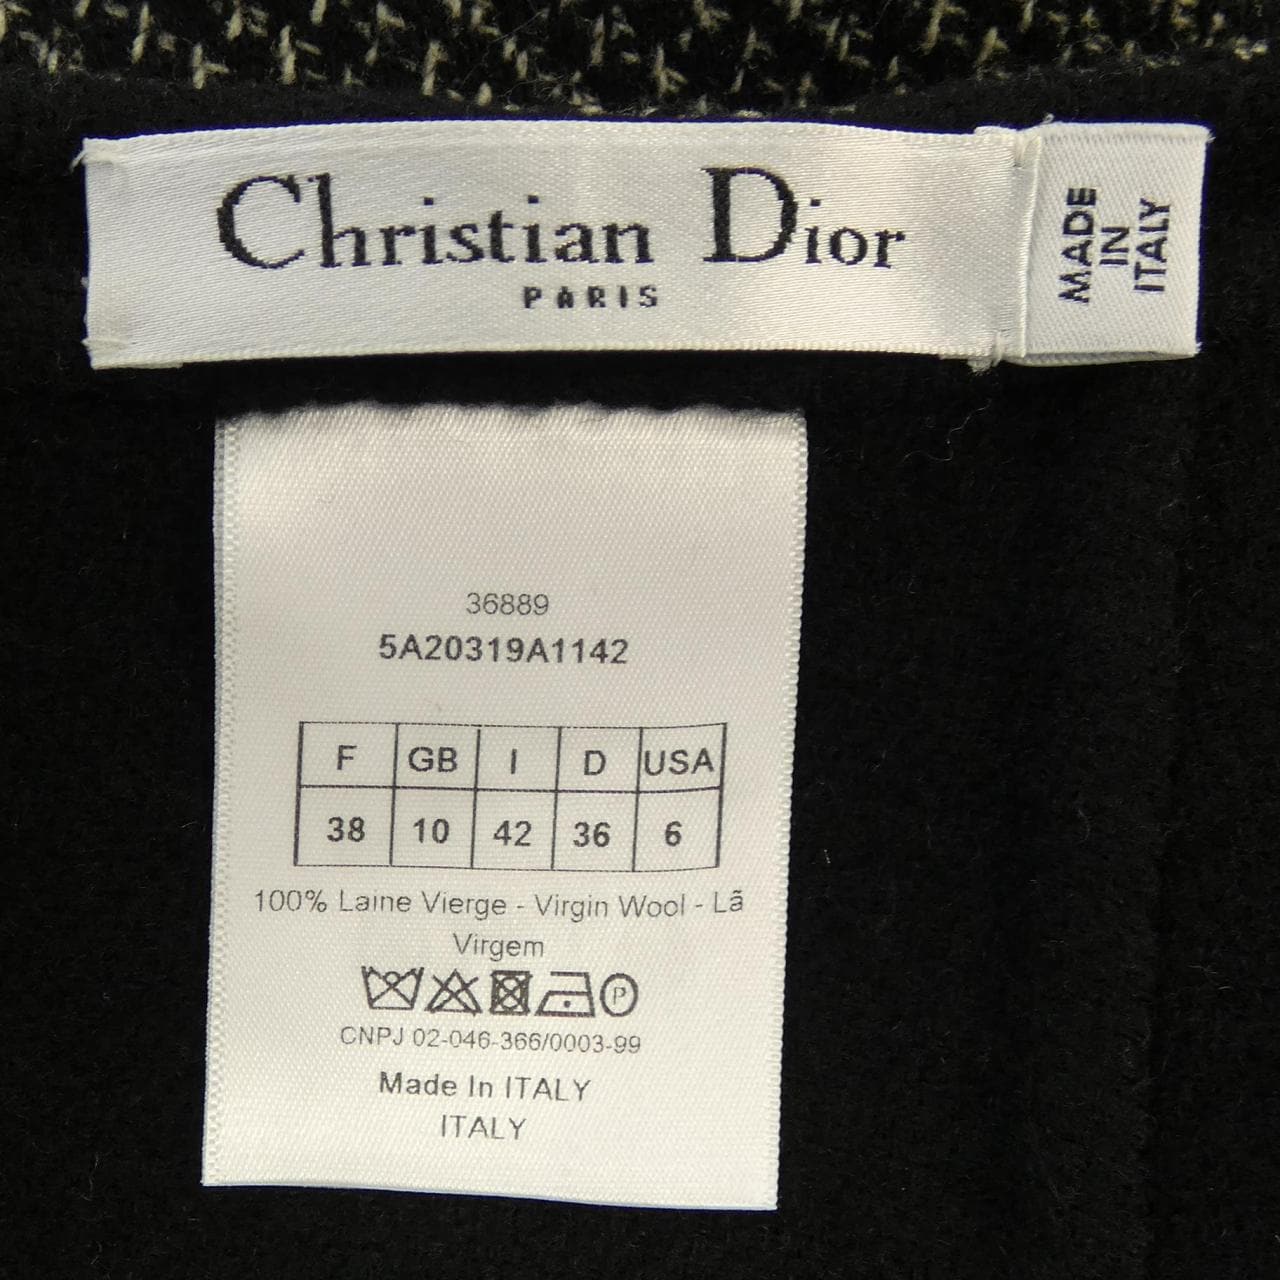 Christian Dior
PARIS
MADE
IN
ITALY
36889
5A20319A1142
F GB I D USA
38 10 42 36 6
100% Laine Vierge - Virgin Wool - Lã
Virgem
P
CNPJ 02-046-366/0003-99
Made In ITALY
ITALY